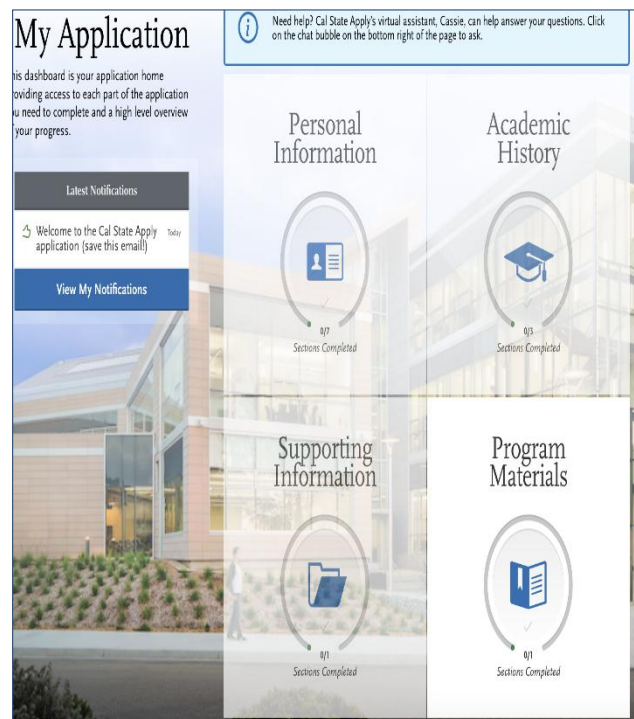 My Application
his dashboard is your application home
roviding access to each part of the application
ou need to complete and a high level overview
f your progress.
Latest Notifications
Welcome to the Cal State Apply Today
application {save this email!)
View My Notifications
Need help? Cal State Apply's virtual assistant, Cassie, can help answer your questions. Click
on the chat bubble on the bottom right of the page to ask.
Personal
Information
0/7
Sections Completed
Academic
History
0/3
Sections Completed
Supporting
Information
0/1
Sections Completed
Program
Materials
0/1
Sections Completed